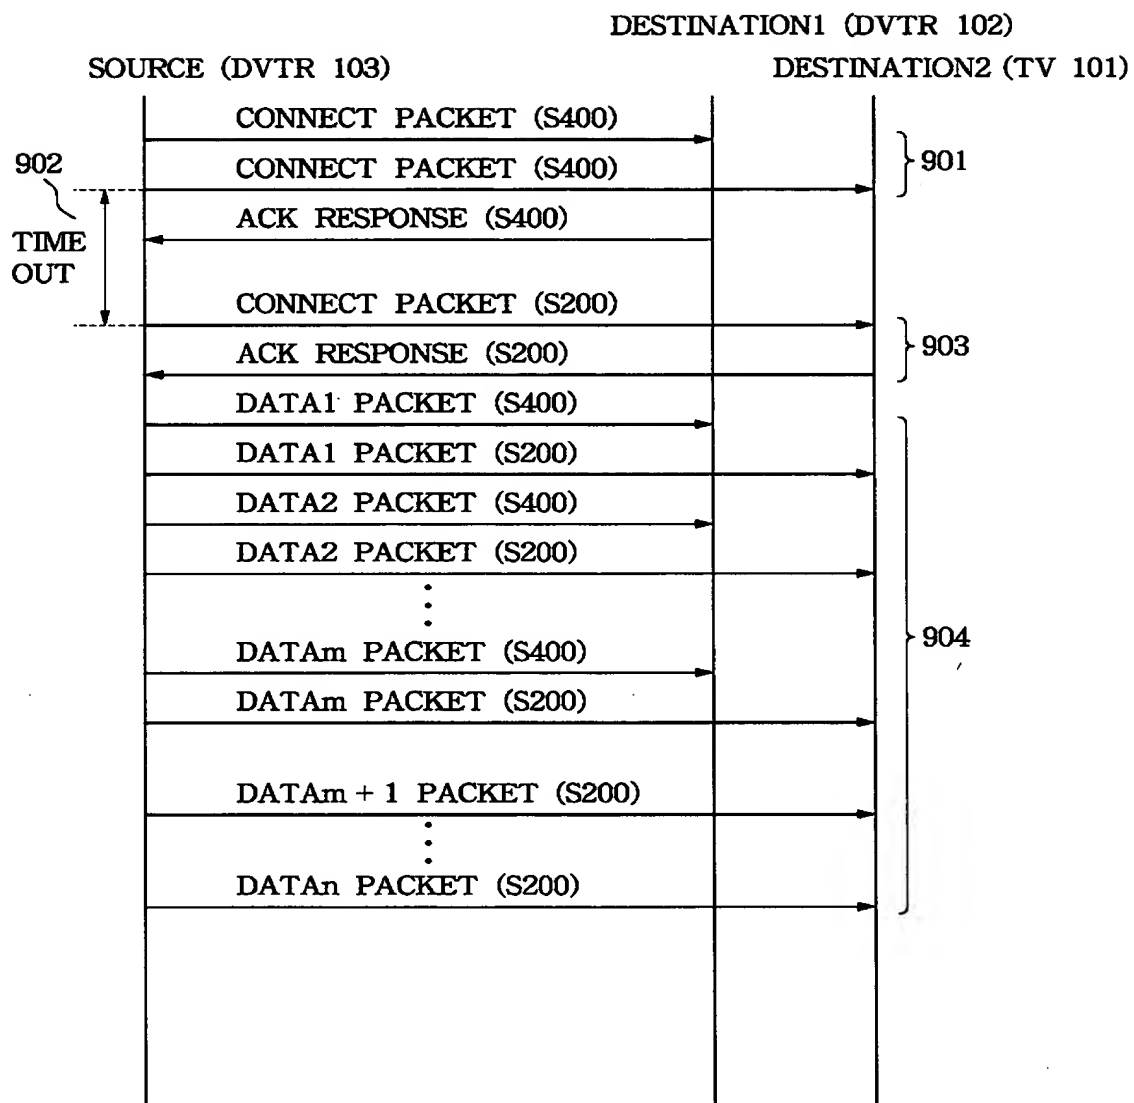 DESTINATION1 (DVTR 102)
SOURCE (DVTR 103)
DESTINATION2 (TV 101)
CONNECT PACKET (S400)
CONNECT PACKET (S400)
901
902
ACK RESPONSE (S400)
TIME
OUT
CONNECT PACKET (S200)
ACK RESPONSE (S200)
903
DATA1 PACKET (S400)
DATA1 PACKET (S200)
DATA2 PACKET (S400)
DATA2 PACKET (S200)
DATAm PACKET (S400)
904
DATAm PACKET (S200)
DATAm + 1 PACKET (S200)
DATAn PACKET (S200)